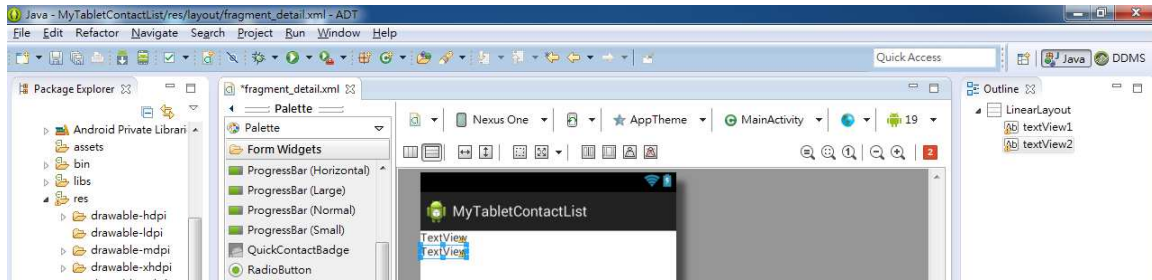 Java - MyTabletContactList/res/layout/fragment_detail.xml - ADT
File Edit Refactor Navigate Search Project Run Window Help
Quick Access
Java
DDMS
Package Explorer
*fragment_detail.xml
Outline
Palette
Nexus One
AppTheme
MainActivity
19
LinearLayout
Android Private Librari
Palette
Ab textView1
assets
Form Widgets
2
Ab textView2
bin
ProgressBar (Horizontal)
libs
ProgressBar (Large)
res
ProgressBar (Normal)
MyTabletContactList
drawable-hdpi
ProgressBar (Small)
TextView
drawable-ldpi
TextView
drawable-mdpi
QuickContactBadge
drawable-xhdpi
RadioButton